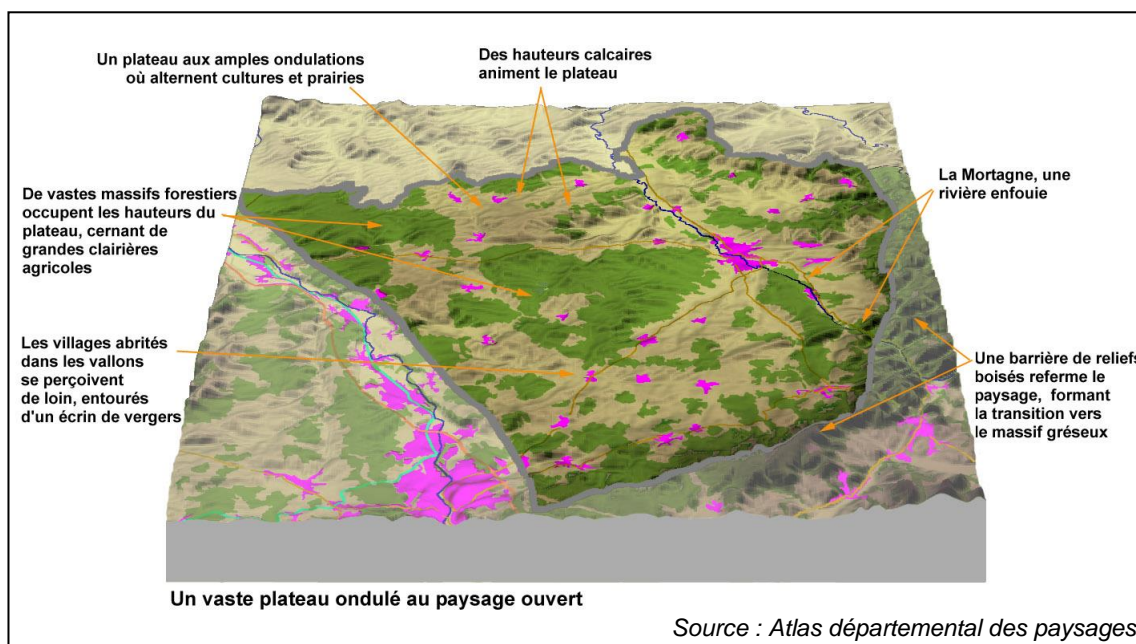 Un plateau aux amples ondulations
où alternent cultures et prairies
Des hauteurs calcaires
animent le plateau
De vastes massifs forestiers
occupent les hauteurs du
plateau, cernant de
grandes clairières
agricoles
La Mortagne, une
rivière enfouie
Les villages abrités
dans les vallons
se perçoivent
de loin, entourés
d'un écrin de vergers
Une barrière de reliefs
boisés referme le
paysage, formant
la transition vers
le massif gréseux
Un vaste plateau ondulé au paysage ouvert
Source : Atlas départemental des paysages